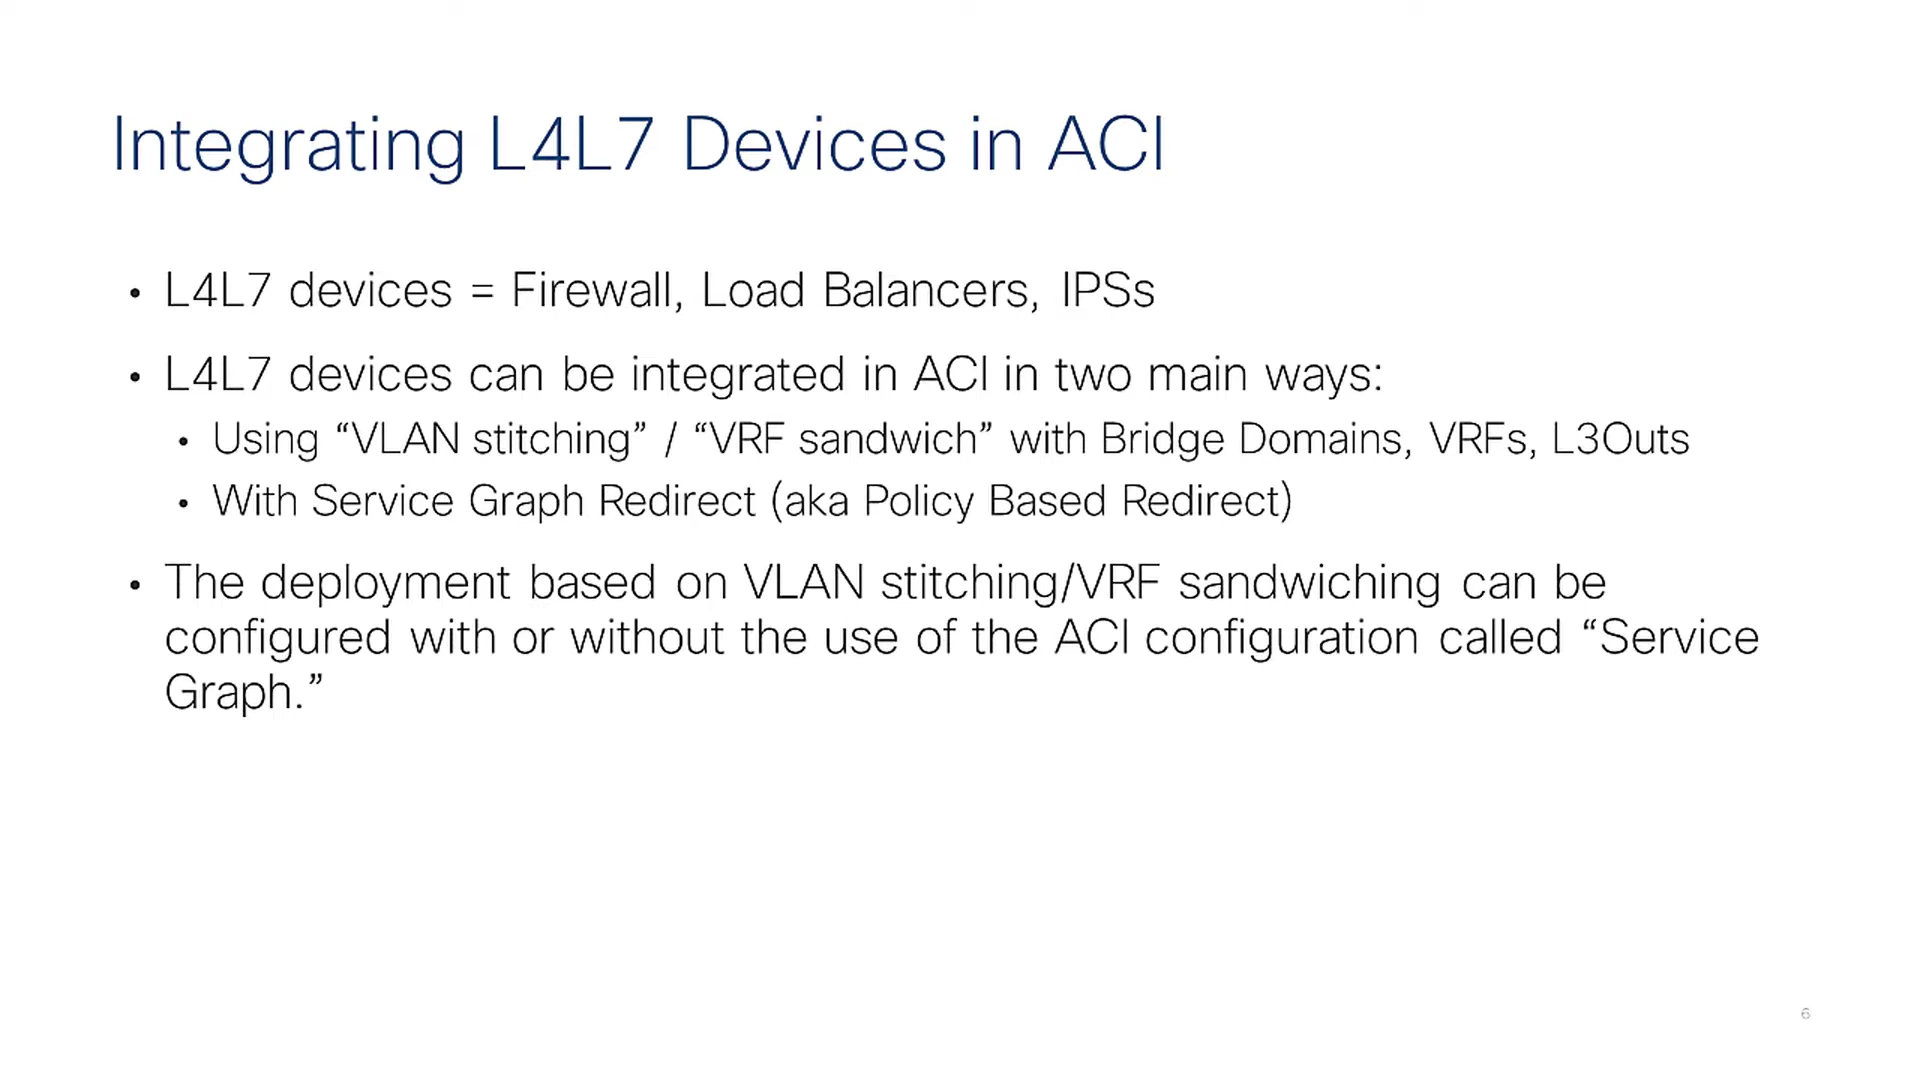 Integrating L4L7 Devices in ACI
• L4L7 devices = Firewall, Load Balancers, IPSs
• L4L7 devices can be integrated in ACI in two main ways:
• Using “VLAN stitching” / “VRF sandwich” with Bridge Domains, VRFs, L3Outs
• With Service Graph Redirect (aka Policy Based Redirect)
• The deployment based on VLAN stitching/VRF sandwiching can be
configured with or without the use of the ACI configuration called “Service
Graph.”
6